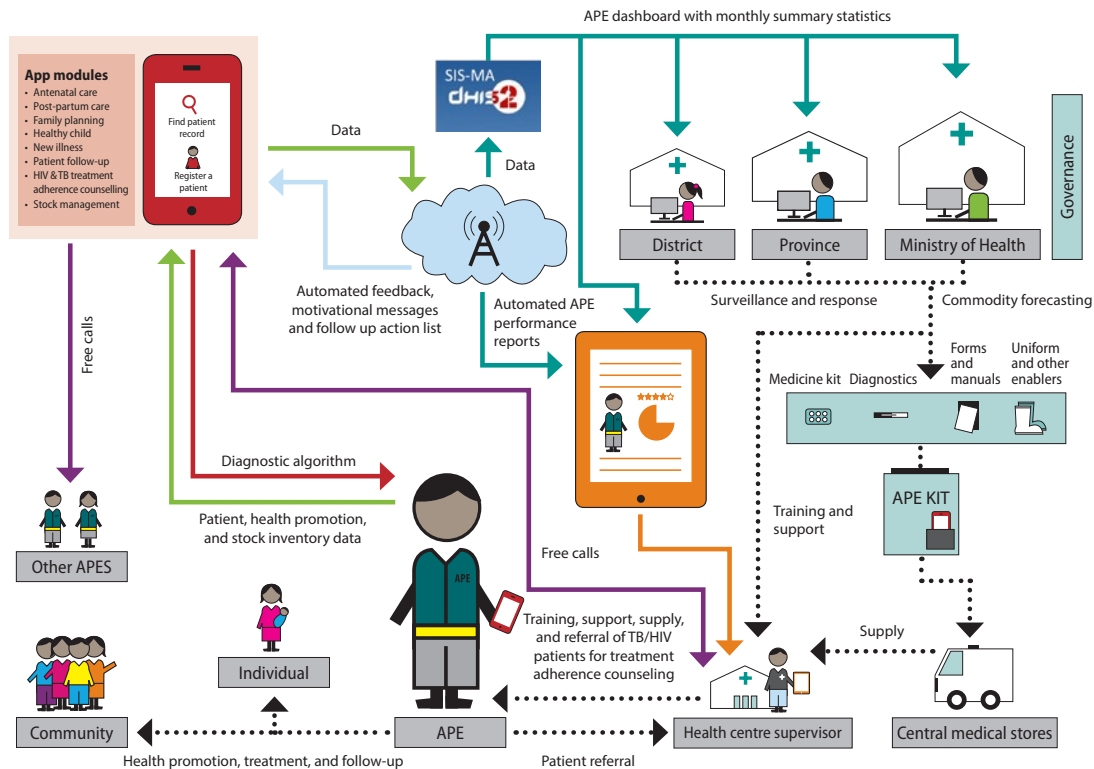 APE dashboard with monthly summary statistics
App modules
• Antenatal care
• Post-partum care
• Family planning
• Healthy child
• New illness
• Patient follow-up
• HIV & TB treatment
adherence counselling
• Stock management
Find patient
record
Register a
patient
Data
SIS-MA
dhis2
Data
District
Province
Ministry of Health
Governance
Automated feedback,
motivational messages
and follow up action list
Automated APE
performance
reports
Surveillance and response
Commodity forecasting
Free calls
Medicine kit
Diagnostics
Forms
and
manuals
Uniform
and other
enablers
Diagnostic algorithm
Patient, health promotion,
and stock inventory data
APE KIT
Training and
support
Other APES
Free calls
APE
Training, support, supply,
and referral of TB/HIV
patients for treatment
adherence counseling
Supply
Individual
Community
APE
Health centre supervisor
Central medical stores
Health promotion, treatment, and follow-up
Patient referral